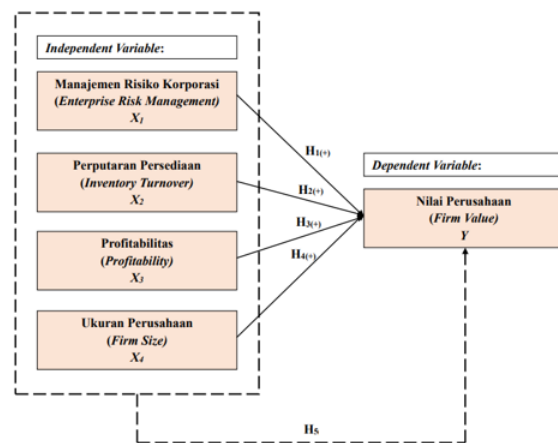 Independent Variable:
Manajemen Risiko Korporasi
(Enterprise Risk Management)
X1
Perputaran Persediaan
(Inventory Turnover)
X2
Profitabilitas
(Profitability)
X3
Ukuran Perusahaan
(Firm Size)
X4
H1(+)
H2(+)
H3(+)
H4(+)
Dependent Variable:
Nilai Perusahaan
(Firm Value)
Y
H5